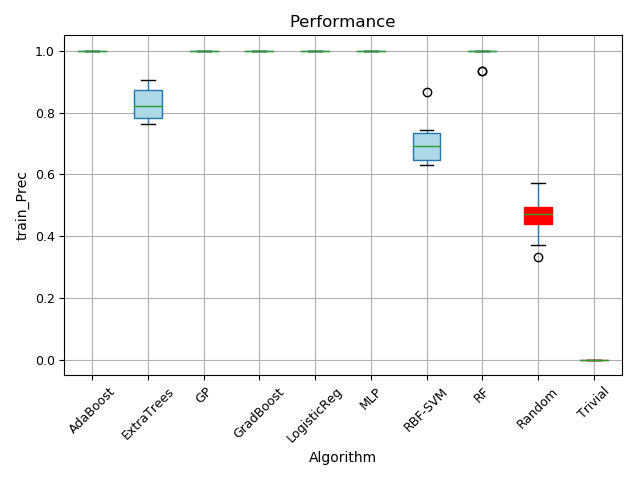 Performance
train_Prec
1.0
0.8
0.6
0.4
0.2
0.0
AdaBoost
ExtraTrees
GP
GradBoost
LogisticReg
MLP
RBF-SVM
RF
Random
Trivial
Algorithm